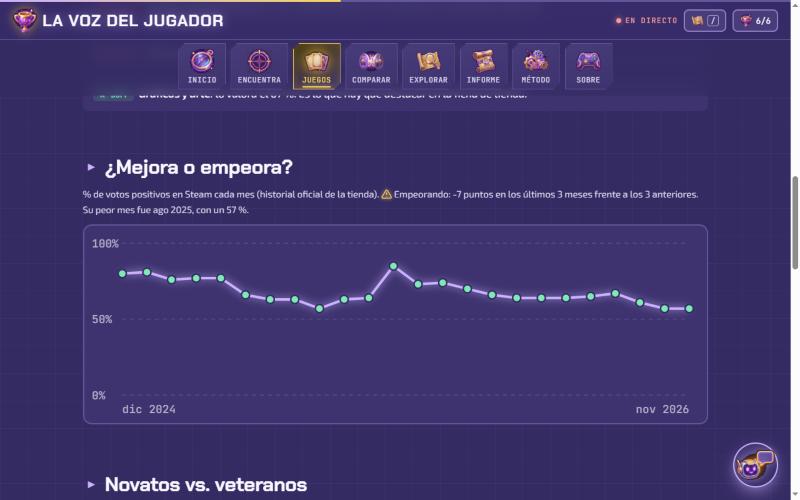 LA VOZ DEL JUGADOR
EN DIRECTO
/
6/6
INICIO
ENCUENTRA
JUEGOS
COMPARAR
EXPLORAR
INFORME
MÉTODO
SOBRE
¿Mejora o empeora?
% de votos positivos en Steam cada mes (historial oficial de la tienda). ⚠ Empeorando: -7 puntos en los últimos 3 meses frente a los 3 anteriores.
Su peor mes fue ago 2025, con un 57 %.
100%
50%
0%
dic 2024
nov 2026
Novatos vs. veteranos